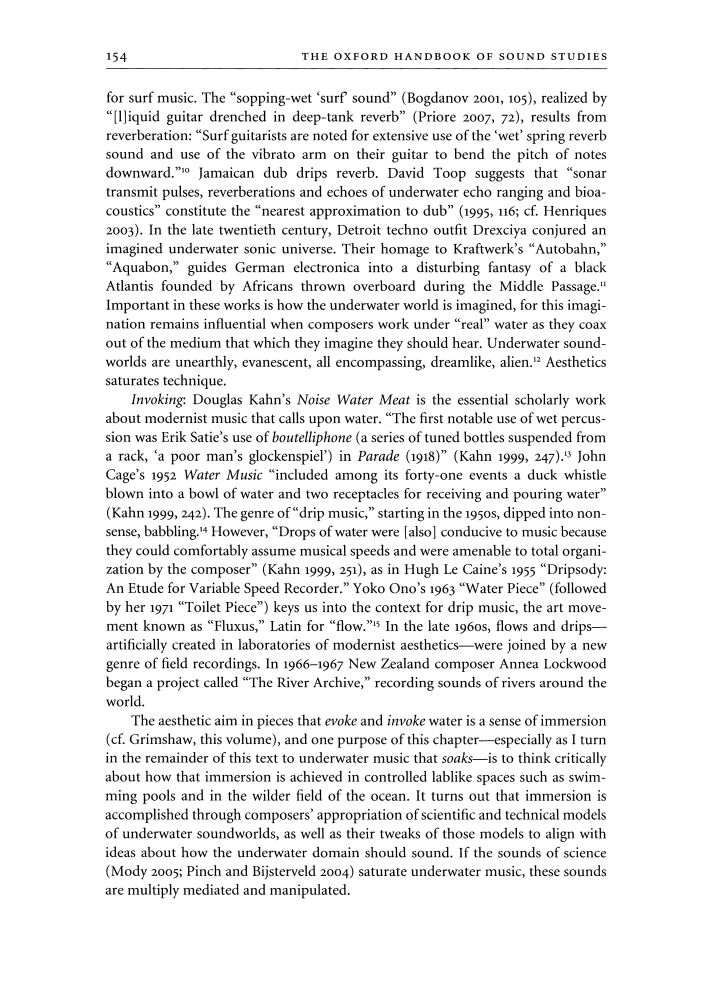 154 THE OXFORD HANDBOOK OF SOUND STUDIES
for surf music. The “sopping-wet ‘surf’ sound” (Bogdanov 2001, 105), realized by
“[l]iquid guitar drenched in deep-tank reverb” (Priore 2007, 72), results from
reverberation: “Surf guitarists are noted for extensive use of the ‘wet’ spring reverb
sound and use of the vibrato arm on their guitar to bend the pitch of notes
downward.”¹⁰ Jamaican dub drips reverb. David Toop suggests that “sonar
transmit pulses, reverberations and echoes of underwater echo ranging and bioa-
coustics” constitute the “nearest approximation to dub” (1995, 116; cf. Henriques
2003). In the late twentieth century, Detroit techno outfit Drexciya conjured an
imagined underwater sonic universe. Their homage to Kraftwerk’s “Autobahn,”
“Aquabon,” guides German electronica into a disturbing fantasy of a black
Atlantis founded by Africans thrown overboard during the Middle Passage.¹¹
Important in these works is how the underwater world is imagined, for this imagi-
nation remains influential when composers work under “real” water as they coax
out of the medium that which they imagine they should hear. Underwater sound-
worlds are unearthly, evanescent, all encompassing, dreamlike, alien.¹² Aesthetics
saturates technique.
Invoking: Douglas Kahn’s Noise Water Meat is the essential scholarly work
about modernist music that calls upon water. “The first notable use of wet percus-
sion was Erik Satie’s use of boutelliphone (a series of tuned bottles suspended from
a rack, ‘a poor man’s glockenspiel’) in Parade (1918)” (Kahn 1999, 247).¹³ John
Cage’s 1952 Water Music “included among its forty-one events a duck whistle
blown into a bowl of water and two receptacles for receiving and pouring water”
(Kahn 1999, 242). The genre of “drip music,” starting in the 1950s, dipped into non-
sense, babbling.¹⁴ However, “Drops of water were [also] conducive to music because
they could comfortably assume musical speeds and were amenable to total organi-
zation by the composer” (Kahn 1999, 251), as in Hugh Le Caine’s 1955 “Dripsody:
An Etude for Variable Speed Recorder.” Yoko Ono’s 1963 “Water Piece” (followed
by her 1971 “Toilet Piece”) keys us into the context for drip music, the art move-
ment known as “Fluxus,” Latin for “flow.”¹⁵ In the late 1960s, flows and drips—
artificially created in laboratories of modernist aesthetics—were joined by a new
genre of field recordings. In 1966–1967 New Zealand composer Annea Lockwood
began a project called “The River Archive,” recording sounds of rivers around the
world.
The aesthetic aim in pieces that evoke and invoke water is a sense of immersion
(cf. Grimshaw, this volume), and one purpose of this chapter—especially as I turn
in the remainder of this text to underwater music that soaks—is to think critically
about how that immersion is achieved in controlled lablike spaces such as swim-
ming pools and in the wilder field of the ocean. It turns out that immersion is
accomplished through composers’ appropriation of scientific and technical models
of underwater soundworlds, as well as their tweaks of those models to align with
ideas about how the underwater domain should sound. If the sounds of science
(Mody 2005; Pinch and Bijsterveld 2004) saturate underwater music, these sounds
are multiply mediated and manipulated.